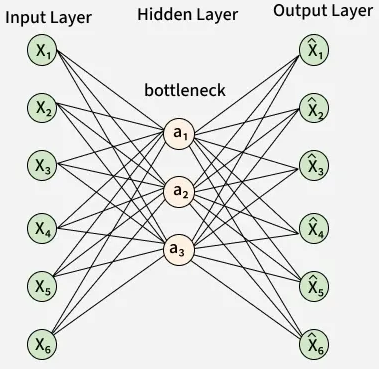 Input Layer
Hidden Layer
Output Layer
bottleneck
X₁
X₂
X₃
X₄
X₅
X₆
a₁
a₂
a₃
X̂₁
X̂₂
X̂₃
X̂₄
X̂₅
X̂₆